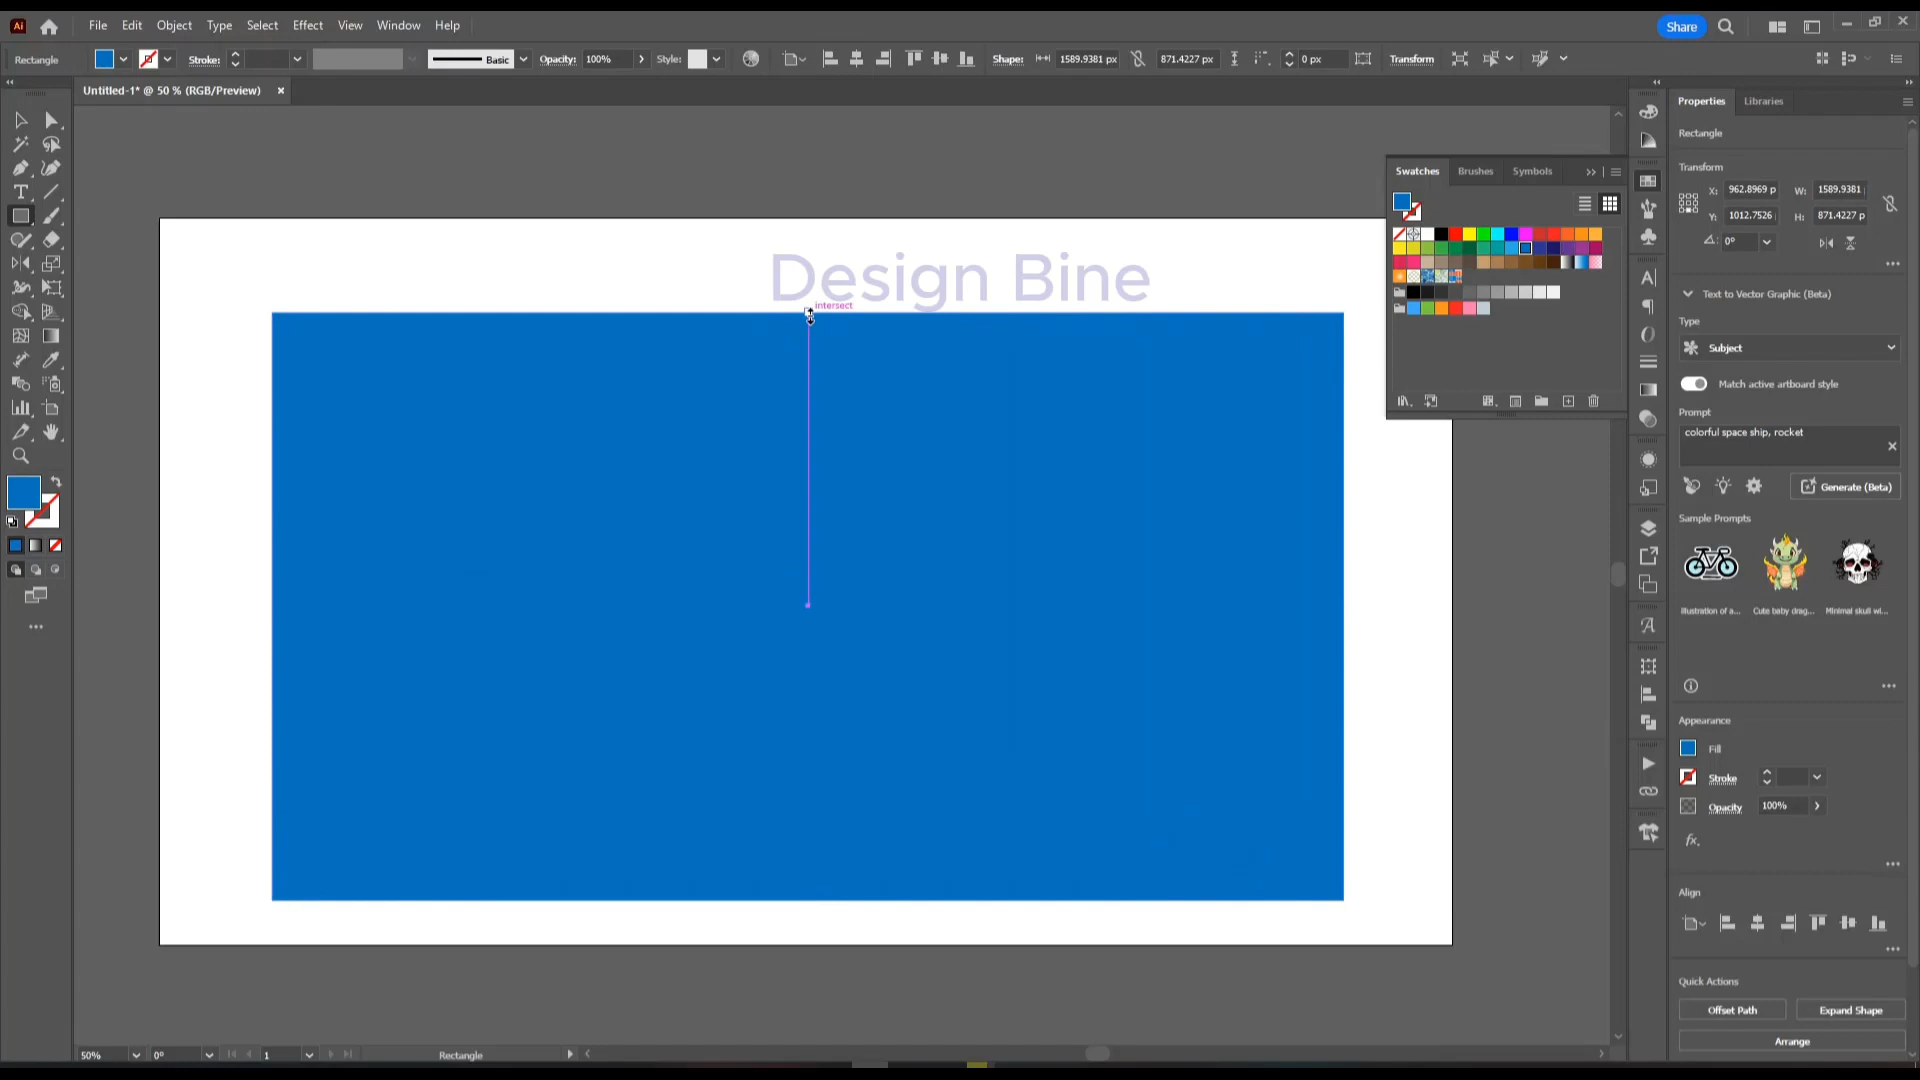 Ai File Edit Object Type Select Effect View Window Help Share
Rectangle Stroke: Basic Opacity: 100% Style: Shape: 1589.9381 px 871.4227 px 0 px Transform
Untitled-1* @ 50 % (RGB/Preview) ×
Properties Libraries
Rectangle
Transform
X: 962.8969 p W: 1589.9381
Y: 1012.7526 H: 871.4227 p
0°
Text to Vector Graphic (Beta)
Type
Subject
Match active artboard style
Prompt
colorful space ship, rocket
Generate (Beta)
Sample Prompts
Illustration of a... Cute baby drag... Minimal skull wi...
Appearance
Fill
Stroke
Opacity 100%
fx.
Align
Quick Actions
Offset Path Expand Shape
Arrange
Swatches Brushes Symbols
Design Bine
intersect
50% 0° 1 Rectangle